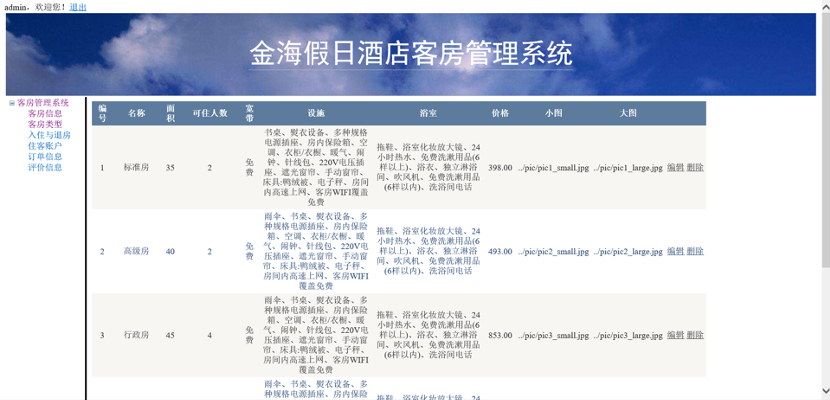 admin，欢迎您！退出
金海假日酒店客房管理系统
客房管理系统
客房信息
客房类型
入住与退房
住客账户
订单信息
评价信息
编号 名称 面积 可住人数 宽带 设施 浴室 价格 小图 大图
1 标准房 35 2 免费
书桌、熨衣设备、多种规
格电源插座、房内保险箱、空
调、衣柜/衣橱、暖气、闹
钟、针线包、220V电压插
座、遮光窗帘、手动窗帘、
床具:鸭绒被、电子秤、房间
内高速上网、客房WIFI覆盖
免费
拖鞋、浴室化妆放大镜、24
小时热水、免费洗漱用品(6
样以上)、浴衣、独立淋浴
间、吹风机、免费洗漱用品
(6样以内)、洗浴间电话
398.00 ../pic/pic1_small.jpg ../pic/pic1_large.jpg 编辑 删除
2 高级房 40 2 免费
雨伞、书桌、熨衣设备、多
种规格电源插座、房内保险
箱、空调、衣柜/衣橱、暖
气、闹钟、针线包、220V电
压插座、遮光窗帘、手动窗
帘、床具:鸭绒被、电子秤、
房间内高速上网、客房WIFI
覆盖免费
拖鞋、浴室化妆放大镜、24
小时热水、免费洗漱用品(6
样以上)、浴衣、独立淋浴
间、吹风机、免费洗漱用品
(6样以内)、洗浴间电话
493.00 ../pic/pic2_small.jpg ../pic/pic2_large.jpg 编辑 删除
3 行政房 45 4 免费
雨伞、书桌、熨衣设备、多
种规格电源插座、房内保险
箱、空调、衣柜/衣橱、暖
气、闹钟、针线包、220V电
压插座、遮光窗帘、手动窗
帘、床具:鸭绒被、电子秤、
房间内高速上网、客房WIFI
覆盖免费
拖鞋、浴室化妆放大镜、24
小时热水、免费洗漱用品(6
样以上)、浴衣、独立淋浴
间、吹风机、免费洗漱用品
(6样以内)、洗浴间电话
853.00 ../pic/pic3_small.jpg ../pic/pic3_large.jpg 编辑 删除
雨伞、书桌、熨衣设备、多
种规格电源插座、房内保险
拖鞋、浴室化妆放大镜、24